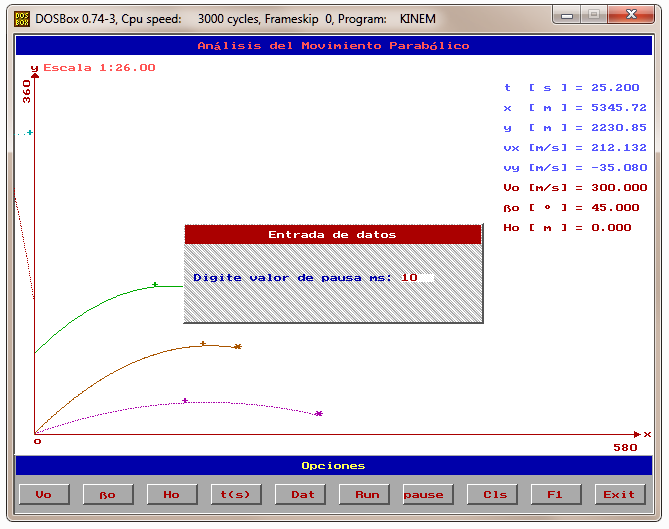 DOSBox 0.74-3, Cpu speed: 3000 cycles, Frameskip 0, Program: KINEM
Análisis del Movimiento Parabólico
y Escala 1:26.00
360
t [ s ] = 25.200
x [ m ] = 5345.72
y [ m ] = 2230.85
vx [m/s] = 212.132
vy [m/s] = -35.080
Vo [m/s] = 300.000
ßo [ º ] = 45.000
Ho [ m ] = 0.000
Entrada de datos
Digite valor de pausa ms: 10
o
x
580
Opciones
Vo ßo Ho t(s) Dat Run pause Cls F1 Exit